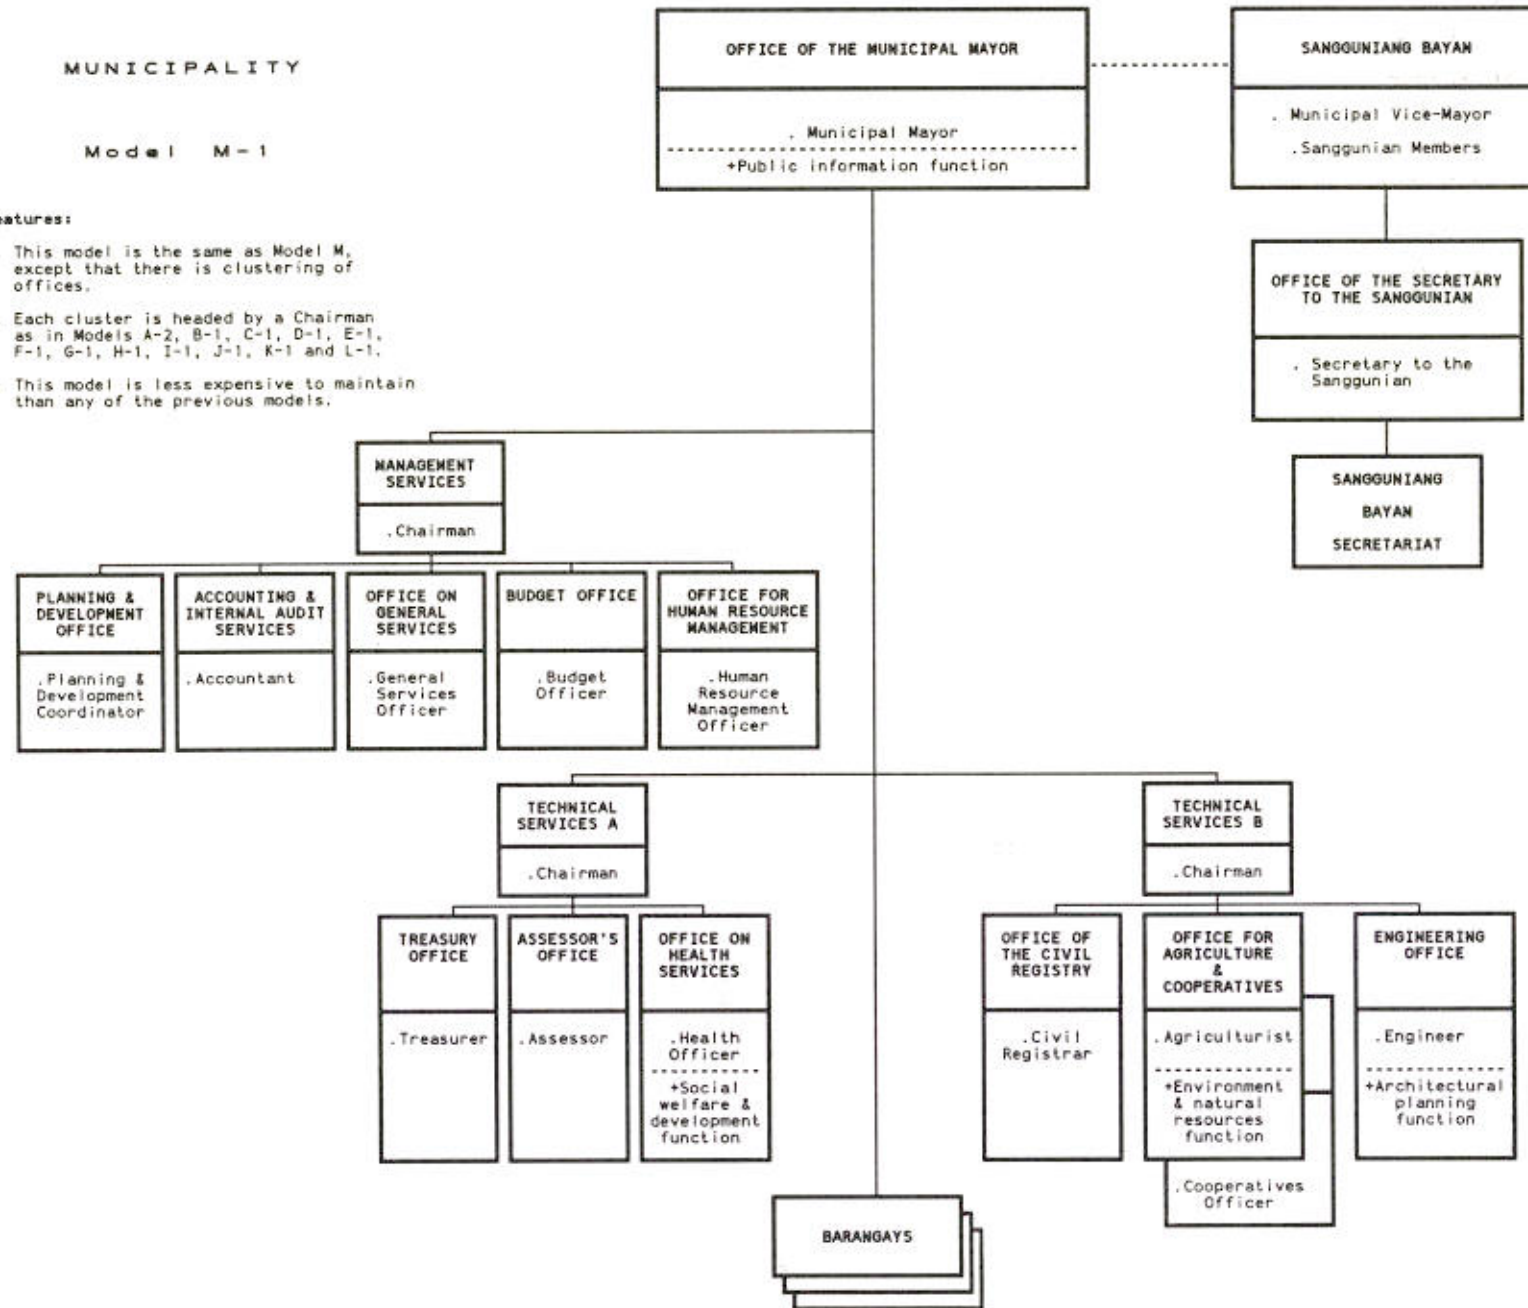 MUNICIPALITY
Model M-1
eatures:
This model is the same as Model M,
except that there is clustering of
offices.
Each cluster is headed by a Chairman
as in Models A-2, B-1, C-1, D-1, E-1,
F-1, G-1, H-1, I-1, J-1, K-1 and L-1.
This model is less expensive to maintain
than any of the previous models.
OFFICE OF THE MUNICIPAL MAYOR
. Municipal Mayor
+Public information function
SANGGUNIANG BAYAN
. Municipal Vice-Mayor
.Sanggunian Members
OFFICE OF THE SECRETARY
TO THE SANGGUNIAN
. Secretary to the
Sanggunian
SANGGUNIANG
BAYAN
SECRETARIAT
MANAGEMENT
SERVICES
.Chairman
PLANNING &
DEVELOPMENT
OFFICE
.Planning &
Development
Coordinator
ACCOUNTING &
INTERNAL AUDIT
SERVICES
.Accountant
OFFICE ON
GENERAL
SERVICES
.General
Services
Officer
BUDGET OFFICE
.Budget
Officer
OFFICE FOR
HUMAN RESOURCE
MANAGEMENT
.Human
Resource
Management
Officer
TECHNICAL
SERVICES A
.Chairman
TREASURY
OFFICE
.Treasurer
ASSESSOR'S
OFFICE
.Assessor
OFFICE ON
HEALTH
SERVICES
.Health
Officer
+Social
welfare &
development
function
TECHNICAL
SERVICES B
.Chairman
OFFICE OF
THE CIVIL
REGISTRY
.Civil
Registrar
OFFICE FOR
AGRICULTURE
&
COOPERATIVES
.Agriculturist
+Environment
& natural
resources
function
.Cooperatives
Officer
ENGINEERING
OFFICE
.Engineer
+Architectural
planning
function
BARANGAYS